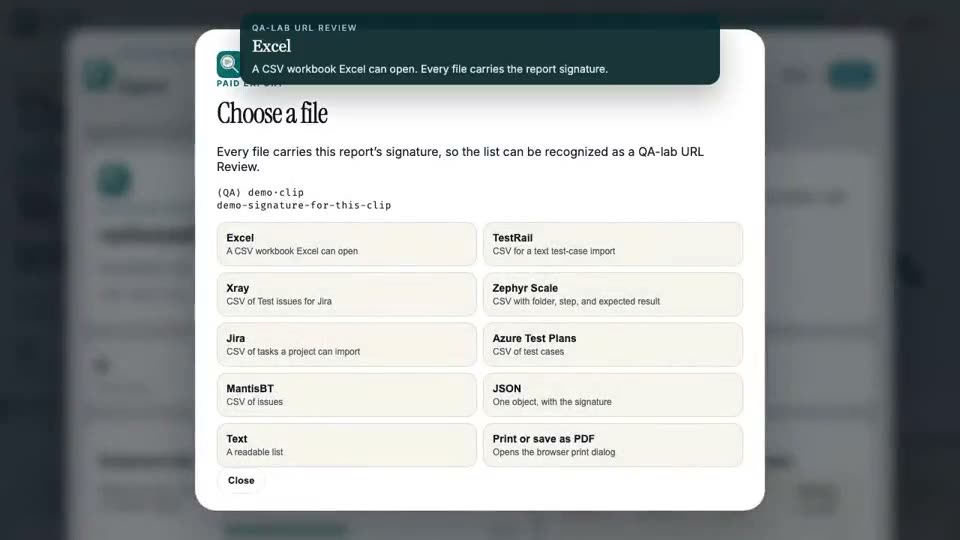 QA-LAB URL REVIEW
Excel
A CSV workbook Excel can open. Every file carries the report signature.
PAID EXPORT
Choose a file
Every file carries this report’s signature, so the list can be recognized as a QA-lab URL
Review.
(QA) demo·clip
demo-signature-for-this-clip
Excel
A CSV workbook Excel can open
TestRail
CSV for a text test-case import
Xray
CSV of Test issues for Jira
Zephyr Scale
CSV with folder, step, and expected result
Jira
CSV of tasks a project can import
Azure Test Plans
CSV of test cases
MantisBT
CSV of issues
JSON
One object, with the signature
Text
A readable list
Print or save as PDF
Opens the browser print dialog
Close